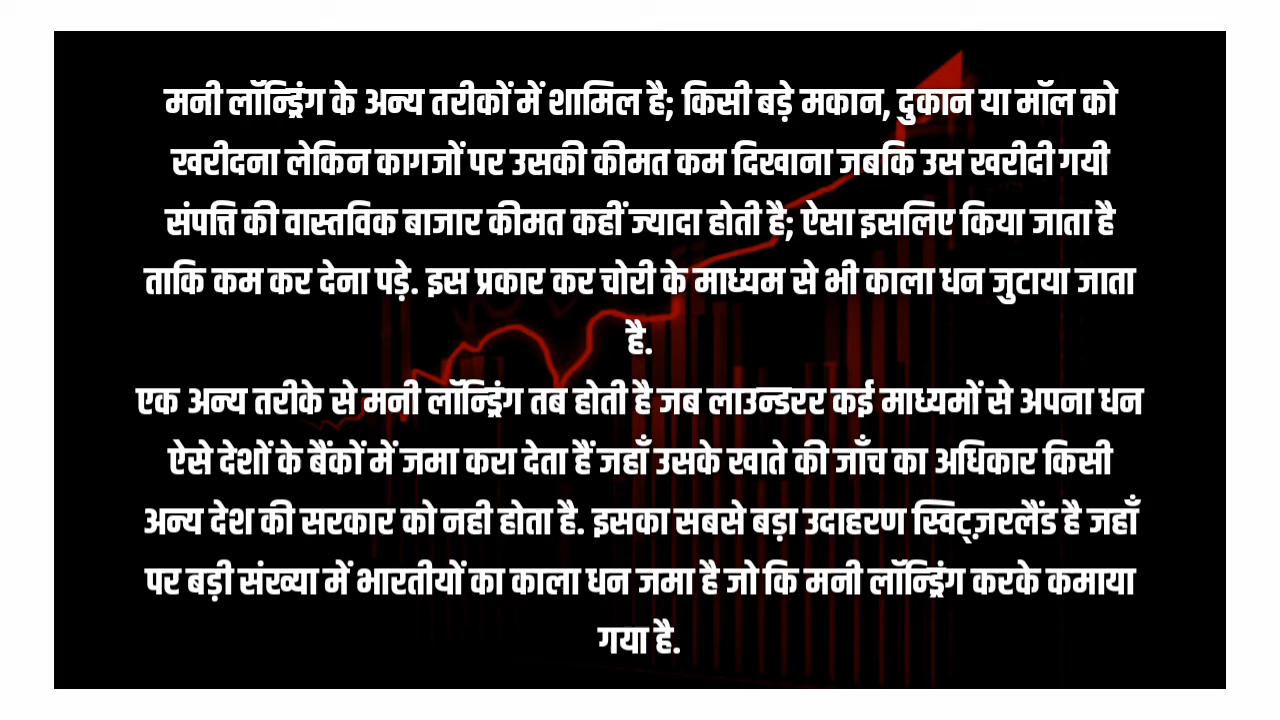 मनी लॉन्ड्रिंग के अन्य तरीकों में शामिल है; किसी बड़े मकान, दुकान या मॉल को
खरीदना लेकिन कागजों पर उसकी कीमत कम दिखाना जबकि उस खरीदी गयी
संपत्ति की वास्तविक बाजार कीमत कहीं ज्यादा होती है; ऐसा इसलिए किया जाता है
ताकि कम कर देना पड़े. इस प्रकार कर चोरी के माध्यम से भी काला धन जुटाया जाता
है.
एक अन्य तरीके से मनी लॉन्ड्रिंग तब होती है जब लाउन्डरर कई माध्यमों से अपना धन
ऐसे देशों के बैंकों में जमा करा देता हैं जहाँ उसके खाते की जाँच का अधिकार किसी
अन्य देश की सरकार को नही होता है. इसका सबसे बड़ा उदाहरण स्विट्ज़रलैंड है जहाँ
पर बड़ी संख्या में भारतीयों का काला धन जमा है जो कि मनी लॉन्ड्रिंग करके कमाया
गया है.